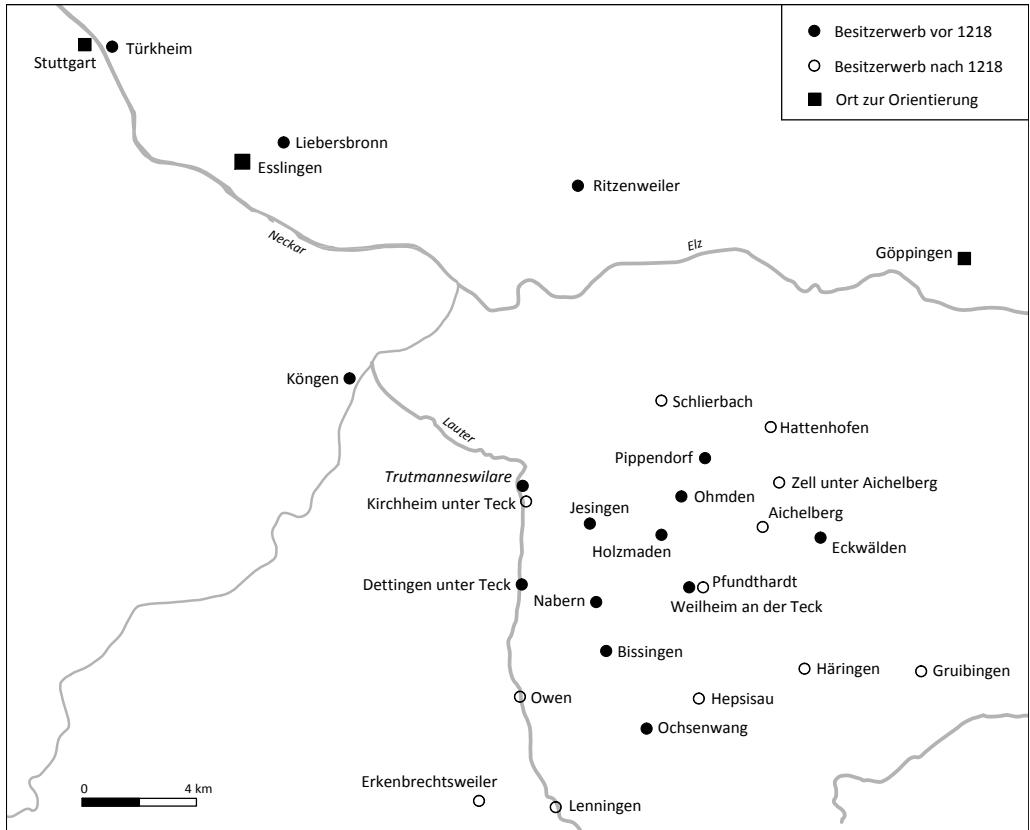 Besitzerwerb vor 1218
Besitzerwerb nach 1218
Ort zur Orientierung
Türkheim
Stuttgart
Liebersbronn
Esslingen
Ritzenweiler
Neckar
Elz
Göppingen
Köngen
Schlierbach
Lauter
Hattenhofen
Pippendorf
Trutmanneswilare
Zell unter Aichelberg
Ohmden
Kirchheim unter Teck
Jesingen
Aichelberg
Holzmaden
Eckwälden
Dettingen unter Teck
Pfundthardt
Nabern
Weilheim an der Teck
Bissingen
Häringen
Gruibingen
Owen
Hepsisau
Ochsenwang
Erkenbrechtsweiler
0 4 km
Lenningen